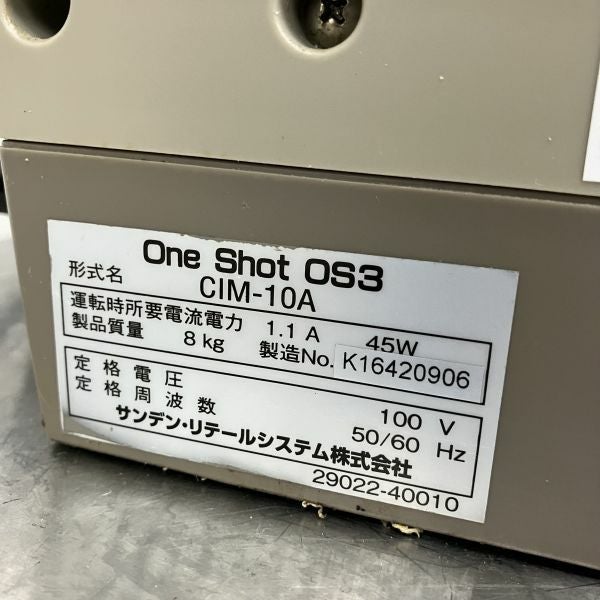 One Shot OS3
形式名 CIM-10A
運転時所要電流電力 1.1 A 45W
製品質量 8 kg 製造No. K16420906
定格電圧 100 V
定格周波数 50/60 Hz
サンデン・リテールシステム株式会社
29022-40010